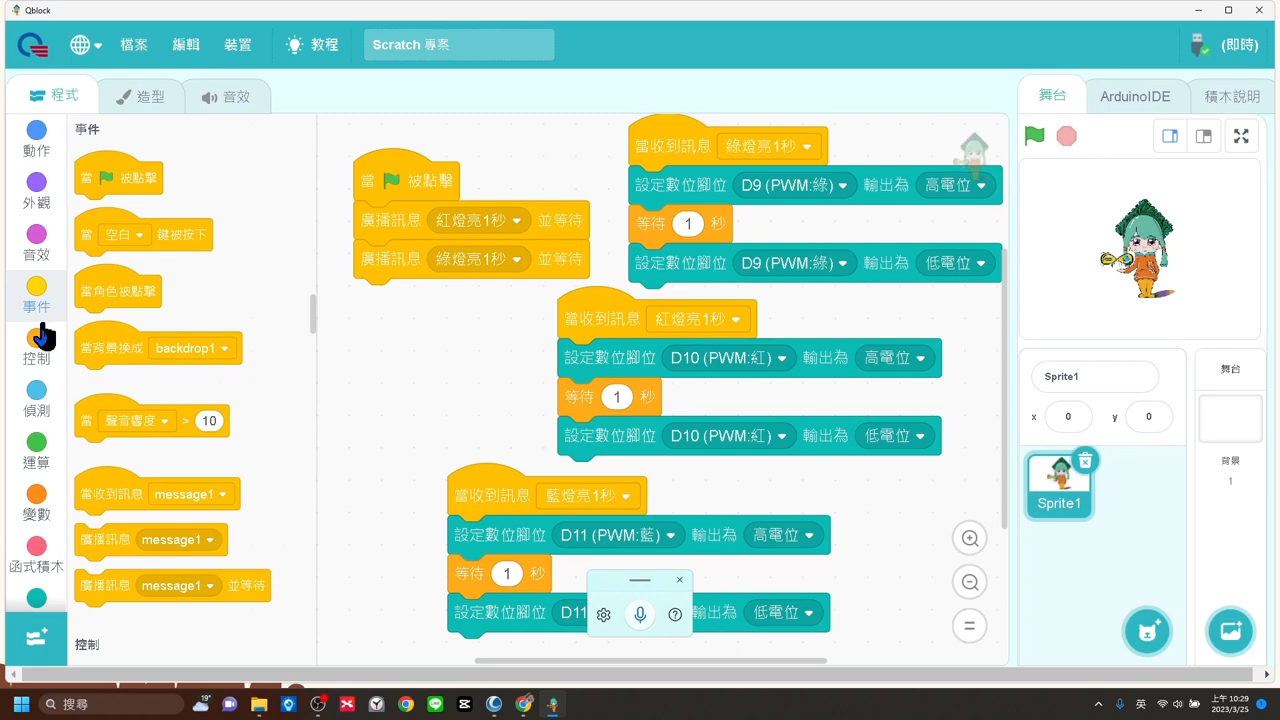 Qblock
檔案 編輯 裝置 教程 Scratch 專案 (即時)
程式 造型 音效 舞台 ArduinoIDE 積木說明
動作
外觀
音效
事件
控制
偵測
運算
變數
函式積木
事件
當 被點擊
當 空白 鍵被按下
當角色被點擊
當背景換成 backdrop1
當 聲音響度 > 10
當收到訊息 message1
廣播訊息 message1
廣播訊息 message1 並等待
控制
當 被點擊
廣播訊息 紅燈亮1秒 並等待
廣播訊息 綠燈亮1秒 並等待
當收到訊息 綠燈亮1秒
設定數位腳位 D9 (PWM:綠) 輸出為 高電位
等待 1 秒
設定數位腳位 D9 (PWM:綠) 輸出為 低電位
當收到訊息 紅燈亮1秒
設定數位腳位 D10 (PWM:紅) 輸出為 高電位
等待 1 秒
設定數位腳位 D10 (PWM:紅) 輸出為 低電位
當收到訊息 藍燈亮1秒
設定數位腳位 D11 (PWM:藍) 輸出為 高電位
等待 1 秒
設定數位腳位 D11 輸出為 低電位
Sprite1
x 0 y 0
Sprite1
舞台
背景
1
搜尋
19°
英
上午 10:29
2023/3/25